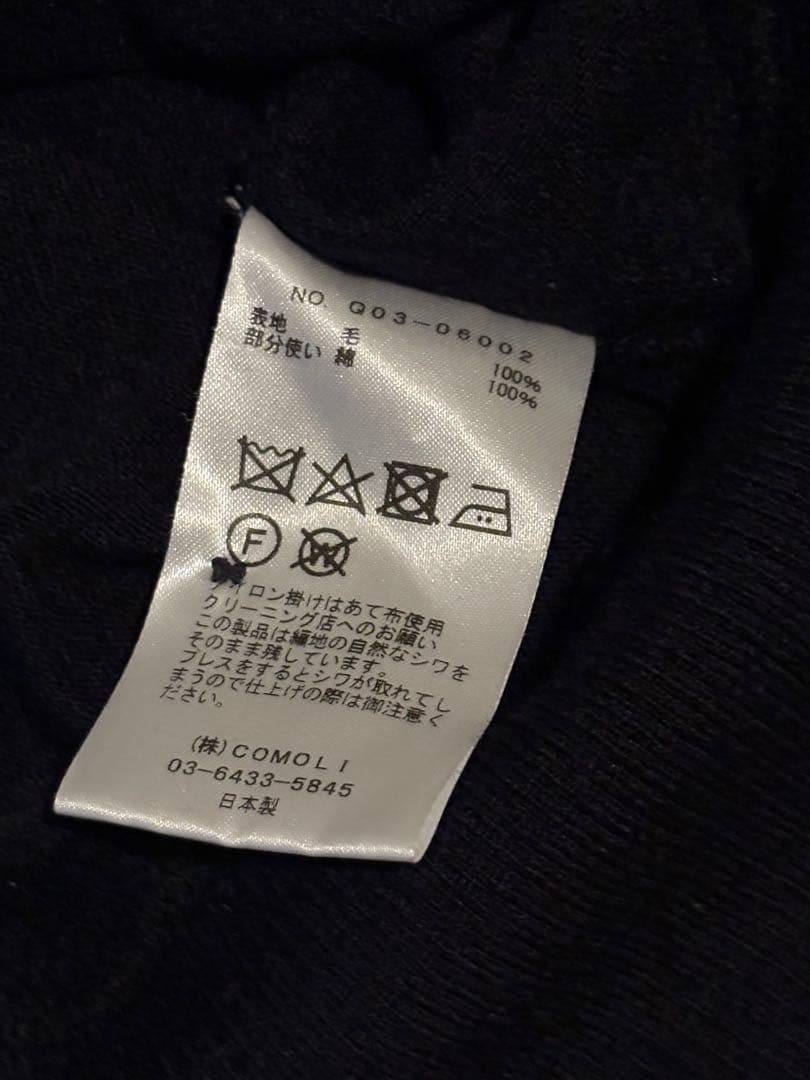 NO. Q03-06002
表地 毛 100%
部分使い 綿 100%
F
W
アイロン掛けはあて布使用
クリーニング店へのお願い
この製品は編地の自然なシワを
そのまま残しています。
プレスをするとシワが取れてし
まうので仕上げの際は御注意く
ださい。
(株)COMOLI
03-6433-5845
日本製